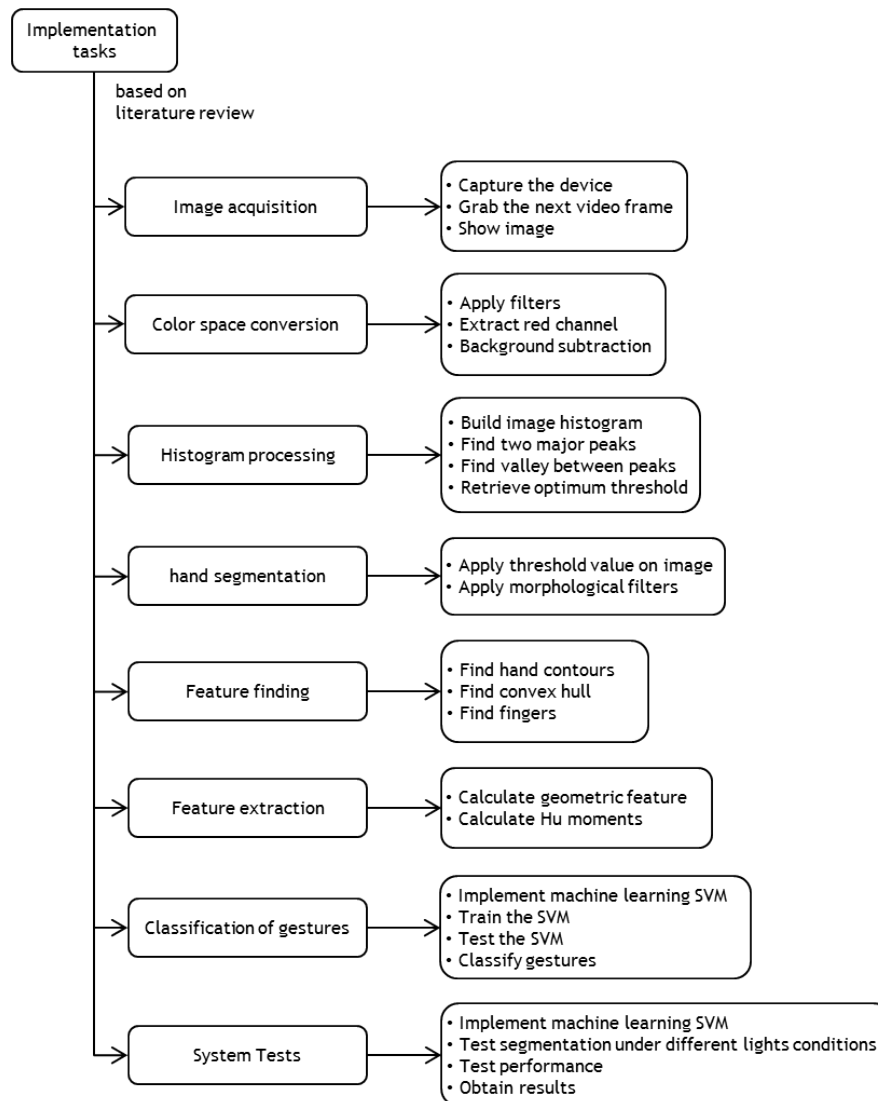 Implementation
tasks
based on
literature review
Image acquisition
• Capture the device
• Grab the next video frame
• Show image
Color space conversion
• Apply filters
• Extract red channel
• Background subtraction
Histogram processing
• Build image histogram
• Find two major peaks
• Find valley between peaks
• Retrieve optimum threshold
hand segmentation
• Apply threshold value on image
• Apply morphological filters
Feature finding
• Find hand contours
• Find convex hull
• Find fingers
Feature extraction
• Calculate geometric feature
• Calculate Hu moments
Classification of gestures
• Implement machine learning SVM
• Train the SVM
• Test the SVM
• Classify gestures
System Tests
• Implement machine learning SVM
• Test segmentation under different lights conditions
• Test performance
• Obtain results